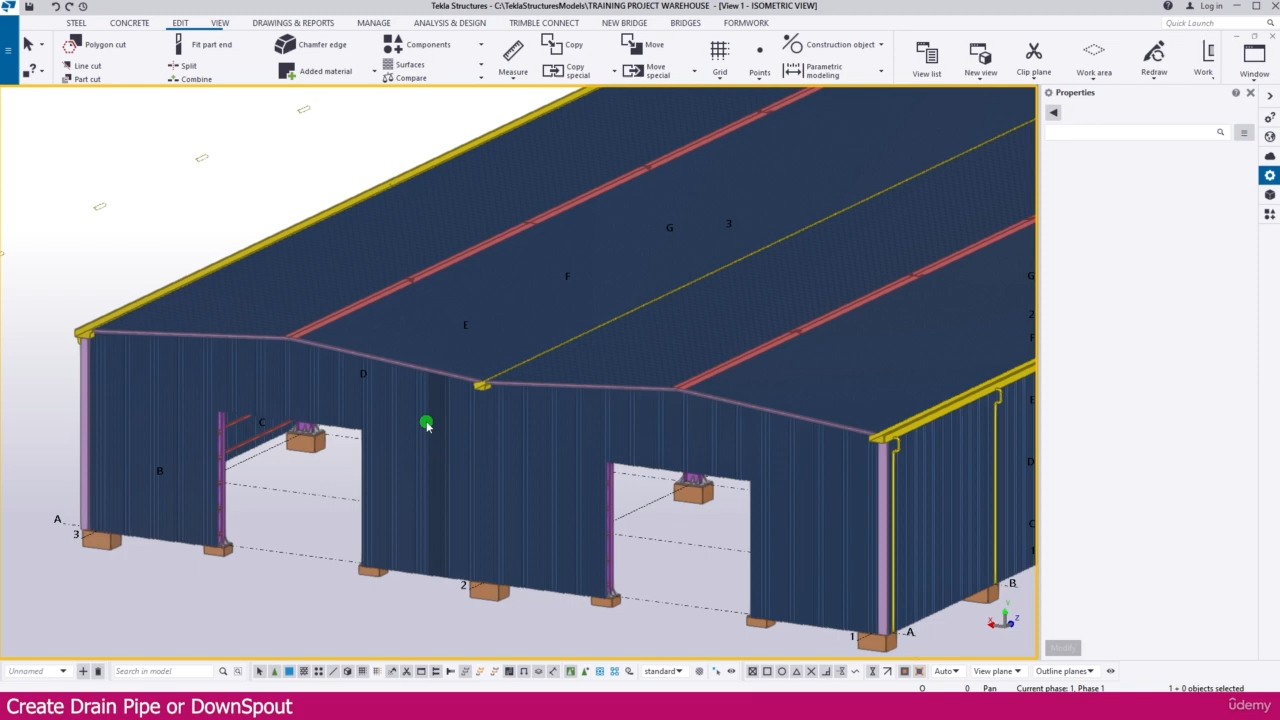 Tekla Structures - C:\TeklaStructuresModels\TRAINING PROJECT WAREHOUSE - [View 1 - ISOMETRIC VIEW]
Log in
STEEL CONCRETE EDIT VIEW DRAWINGS & REPORTS MANAGE ANALYSIS & DESIGN TRIMBLE CONNECT NEW BRIDGE BRIDGES FORMWORK
Quick Launch
Polygon cut
Line cut
Part cut
Fit part end
Split
Combine
Chamfer edge
Added material
Components
Surfaces
Compare
Measure
Copy
Copy special
Move
Move special
Grid
Points
Construction object
Parametric modeling
View list
New view
Clip plane
Work area
Redraw
Work
Window
Properties
G 3
F
G
E
2
F
D
E
C
B
D
A
3
C
2
1
B
1 A
Y
X
Z
Modify
Unnamed
Search in model
standard
Auto
View plane
Outline planes
O 0 Pan Current phase: 1, Phase 1 1 + 0 objects selected
Create Drain Pipe or DownSpout
ûdemy